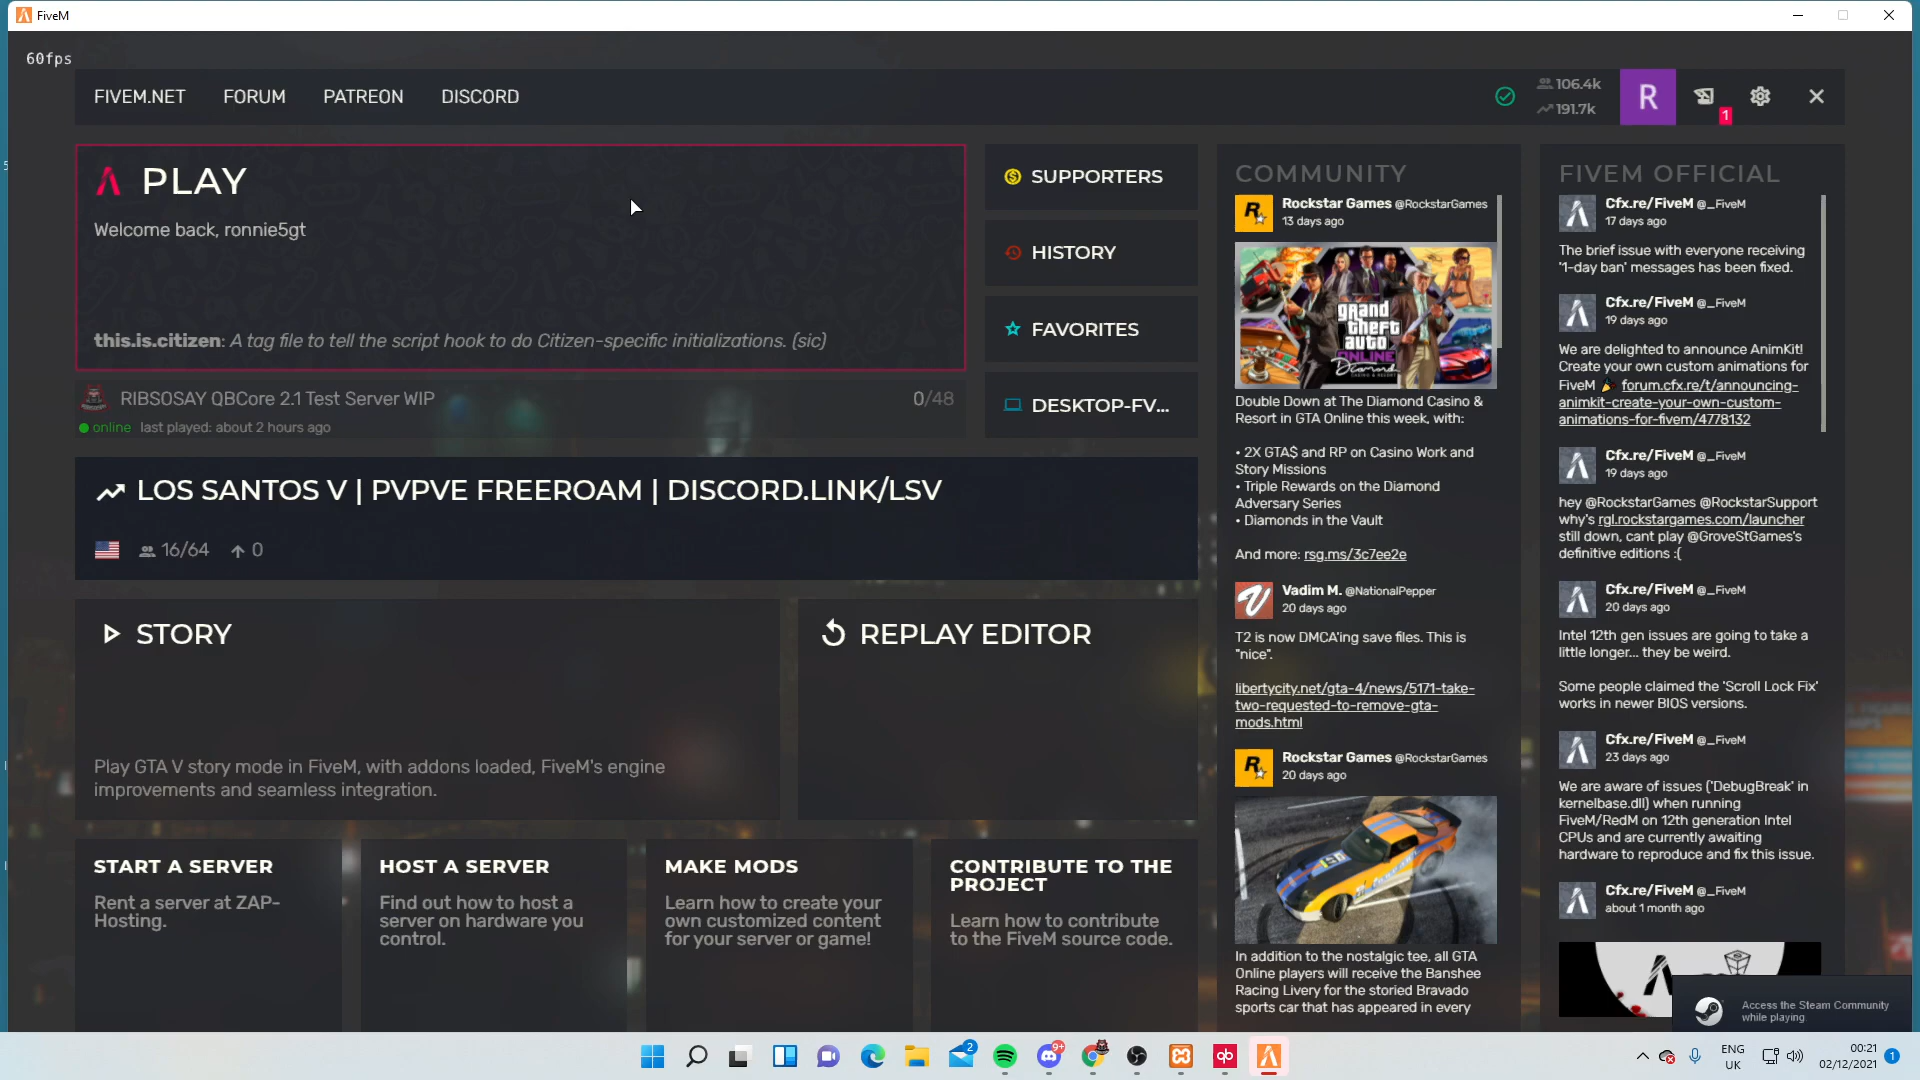 FiveM
60fps
FIVEM.NET
FORUM
PATREON
DISCORD
106.4k
191.7k
R
1
PLAY
Welcome back, ronnie5gt
this.is.citizen: A tag file to tell the script hook to do Citizen-specific initializations. (sic)
RIBSOSAY QBCore 2.1 Test Server WIP
0/48
online
last played: about 2 hours ago
SUPPORTERS
HISTORY
FAVORITES
DESKTOP-FV...
LOS SANTOS V | PVPVE FREEROAM | DISCORD.LINK/LSV
16/64
0
STORY
Play GTA V story mode in FiveM, with addons loaded, FiveM's engine
improvements and seamless integration.
REPLAY EDITOR
START A SERVER
Rent a server at ZAP-
Hosting.
HOST A SERVER
Find out how to host a
server on hardware you
control.
MAKE MODS
Learn how to create your
own customized content
for your server or game!
CONTRIBUTE TO THE
PROJECT
Learn how to contribute
to the FiveM source code.
COMMUNITY
Rockstar Games @RockstarGames
13 days ago
grand
theft
auto
ONLINE
Diamond
Double Down at The Diamond Casino &
Resort in GTA Online this week, with:
• 2X GTA$ and RP on Casino Work and
Story Missions
• Triple Rewards on the Diamond
Adversary Series
• Diamonds in the Vault
And more: rsg.ms/3c7ee2e
Vadim M. @NationalPepper
20 days ago
T2 is now DMCA'ing save files. This is
"nice".
libertycity.net/gta-4/news/5171-take-
two-requested-to-remove-gta-
mods.html
Rockstar Games @RockstarGames
20 days ago
In addition to the nostalgic tee, all GTA
Online players will receive the Banshee
Racing Livery for the storied Bravado
sports car that has appeared in every
FIVEM OFFICIAL
Cfx.re/FiveM @_FiveM
17 days ago
The brief issue with everyone receiving
'1-day ban' messages has been fixed.
Cfx.re/FiveM @_FiveM
19 days ago
We are delighted to announce AnimKit!
Create your own custom animations for
FiveM 🎉 forum.cfx.re/t/announcing-
animkit-create-your-own-custom-
animations-for-fivem/4778132
Cfx.re/FiveM @_FiveM
19 days ago
hey @RockstarGames @RockstarSupport
why's rgl.rockstargames.com/launcher
still down, cant play @GroveStGames's
definitive editions :(
Cfx.re/FiveM @_FiveM
20 days ago
Intel 12th gen issues are going to take a
little longer... they be weird.
Some people claimed the 'Scroll Lock Fix'
works in newer BIOS versions.
Cfx.re/FiveM @_FiveM
23 days ago
We are aware of issues ('DebugBreak' in
kernelbase.dll) when running
FiveM/RedM on 12th generation Intel
CPUs and are currently awaiting
hardware to reproduce and fix this issue.
Cfx.re/FiveM @_FiveM
about 1 month ago
Access the Steam Community
while playing.
2
9+
qb
ENG
UK
00:21
02/12/2021
1